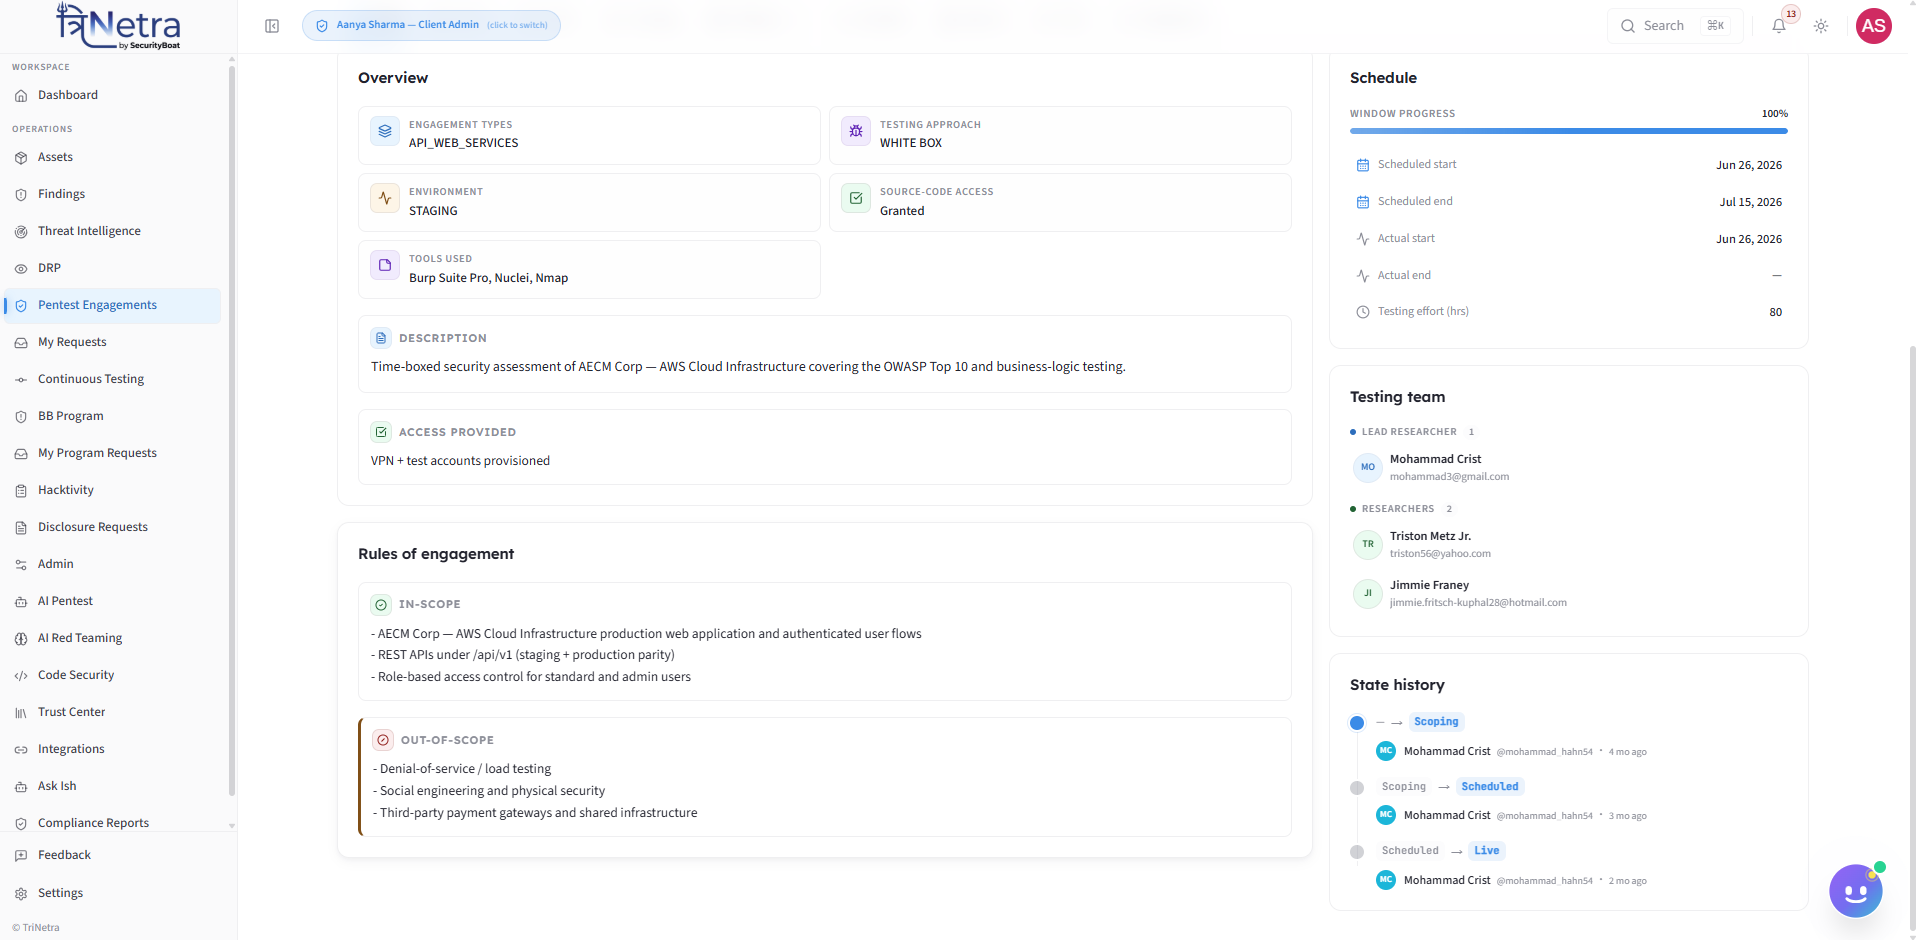 त्रिNetra
by SecurityBoat
WORKSPACE
Dashboard
OPERATIONS
Assets
Findings
Threat Intelligence
DRP
Pentest Engagements
My Requests
Continuous Testing
BB Program
My Program Requests
Hacktivity
Disclosure Requests
Admin
AI Pentest
AI Red Teaming
Code Security
Trust Center
Integrations
Ask Ish
Compliance Reports
Feedback
Settings
© TriNetra
Aanya Sharma — Client Admin (click to switch)
Search ⌘K
13
AS
Overview
ENGAGEMENT TYPES
API_WEB_SERVICES
TESTING APPROACH
WHITE BOX
ENVIRONMENT
STAGING
SOURCE-CODE ACCESS
Granted
TOOLS USED
Burp Suite Pro, Nuclei, Nmap
DESCRIPTION
Time-boxed security assessment of AECM Corp — AWS Cloud Infrastructure covering the OWASP Top 10 and business-logic testing.
ACCESS PROVIDED
VPN + test accounts provisioned
Rules of engagement
IN-SCOPE
- AECM Corp — AWS Cloud Infrastructure production web application and authenticated user flows
- REST APIs under /api/v1 (staging + production parity)
- Role-based access control for standard and admin users
OUT-OF-SCOPE
- Denial-of-service / load testing
- Social engineering and physical security
- Third-party payment gateways and shared infrastructure
Schedule
WINDOW PROGRESS 100%
Scheduled start Jun 26, 2026
Scheduled end Jul 15, 2026
Actual start Jun 26, 2026
Actual end —
Testing effort (hrs) 80
Testing team
LEAD RESEARCHER 1
MO
Mohammad Crist
mohammad3@gmail.com
RESEARCHERS 2
TR
Triston Metz Jr.
triston56@yahoo.com
JI
Jimmie Franey
jimmie.fritsch-kuphal28@hotmail.com
State history
— → Scoping
MC Mohammad Crist @mohammad_hahn54 · 4 mo ago
Scoping → Scheduled
MC Mohammad Crist @mohammad_hahn54 · 3 mo ago
Scheduled → Live
MC Mohammad Crist @mohammad_hahn54 · 2 mo ago